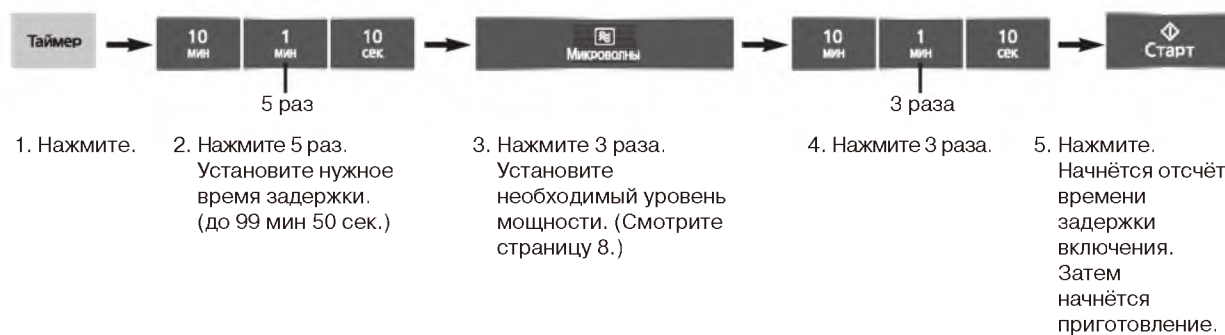 Таймер
10 мин
1 мин
10 сек
Микроволны
10 мин
1 мин
10 сек
Старт
5 раз
3 раза
1. Нажмите.
2. Нажмите 5 раз.
Установите нужное
время задержки.
(до 99 мин 50 сек.)
3. Нажмите 3 раза.
Установите
необходимый уровень
мощности. (Смотрите
страницу 8.)
4. Нажмите 3 раза.
5. Нажмите.
Начнётся отсчёт
времени
задержки
включения.
Затем
начнётся
приготовление.